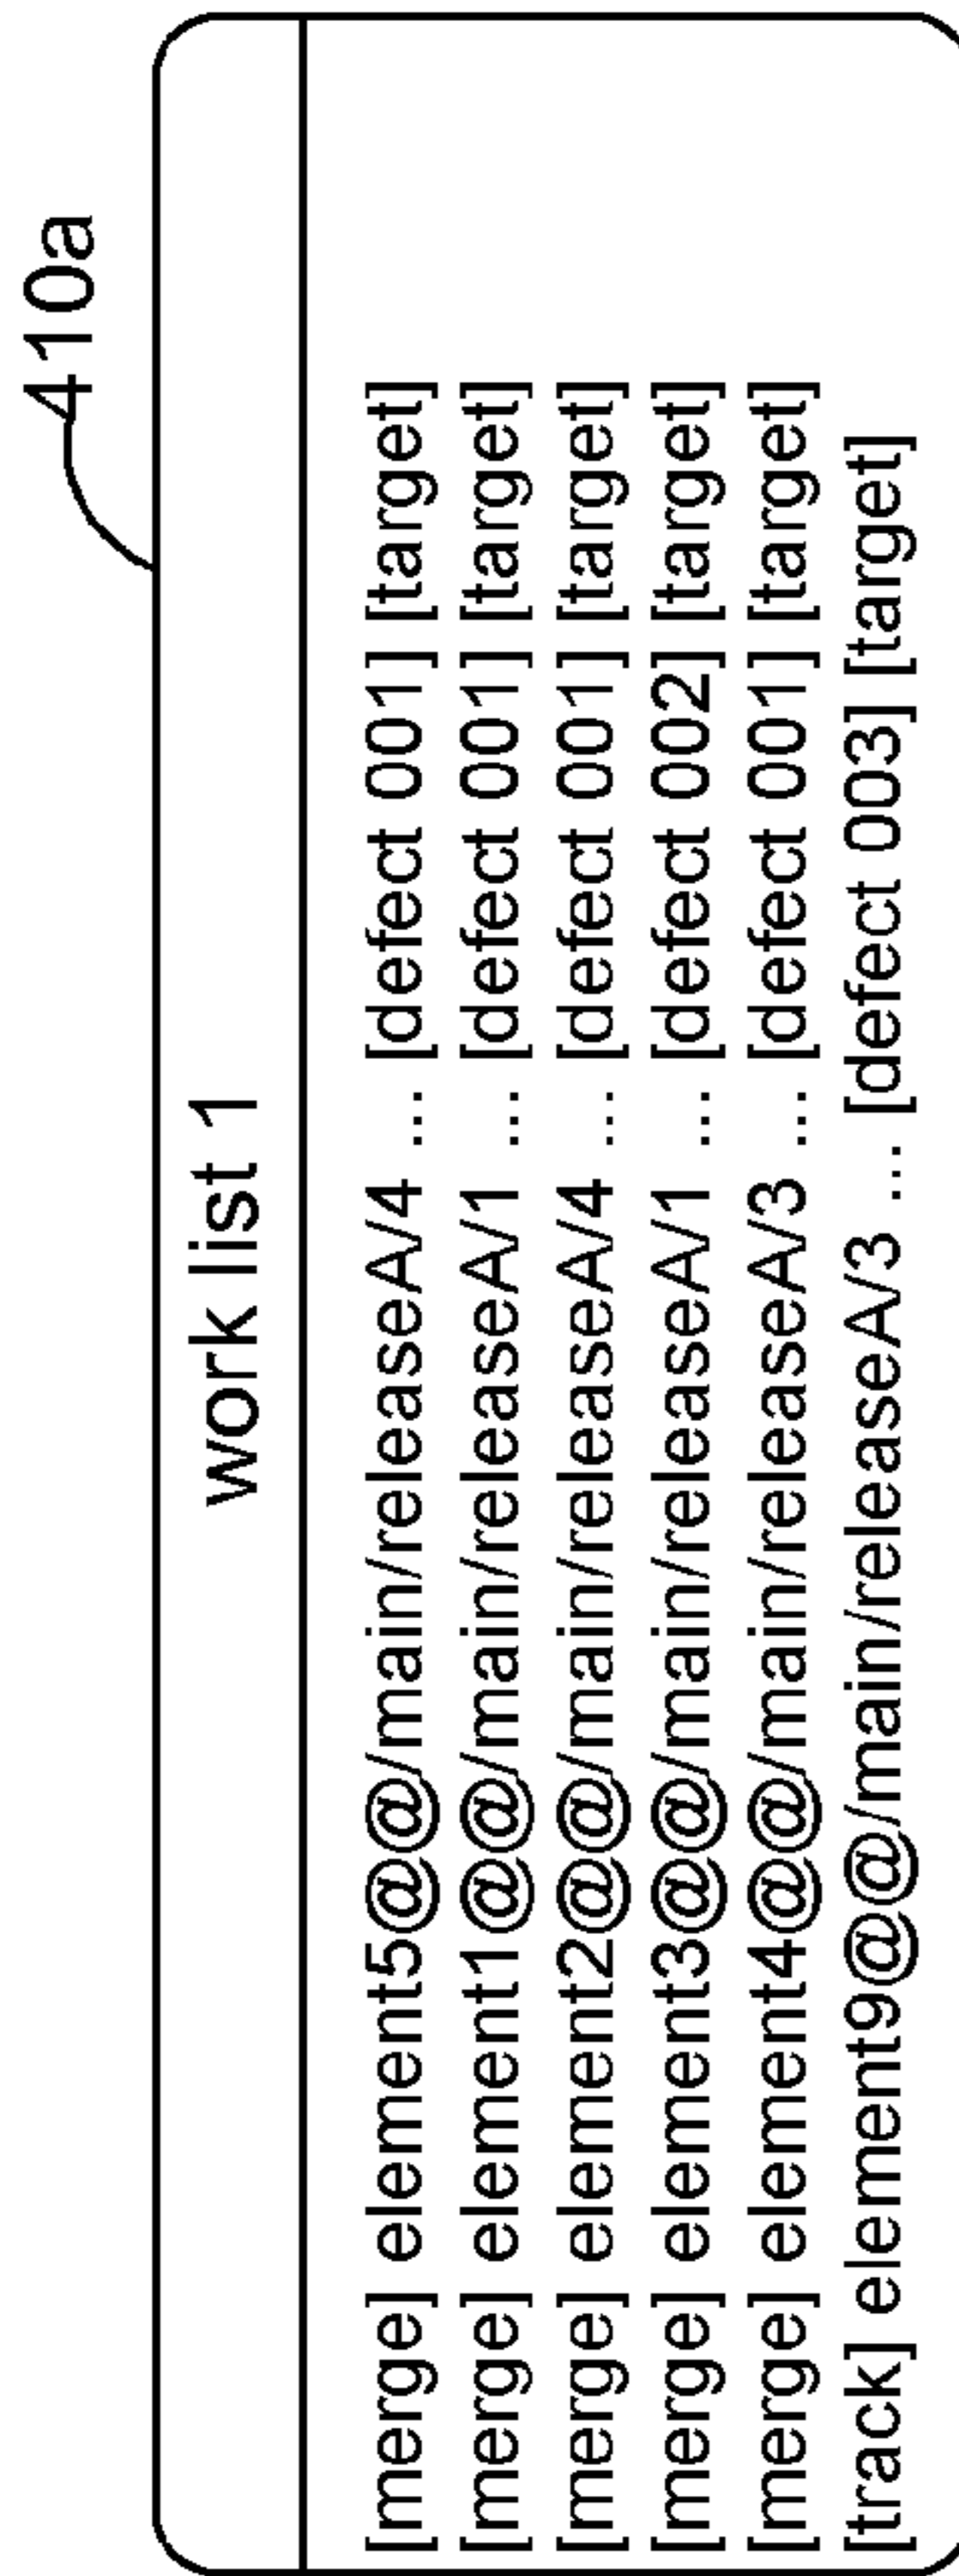 410a
work list 1
[merge] element5@@/main/releaseA/4 ... [defect 001] [target]
[merge] element1@@/main/releaseA/1 ... [defect 001] [target]
[merge] element2@@/main/releaseA/4 ... [defect 001] [target]
[merge] element3@@/main/releaseA/1 ... [defect 002] [target]
[merge] element4@@/main/releaseA/3 ... [defect 001] [target]
[track] element9@@/main/releaseA/3 ... [defect 003] [target]